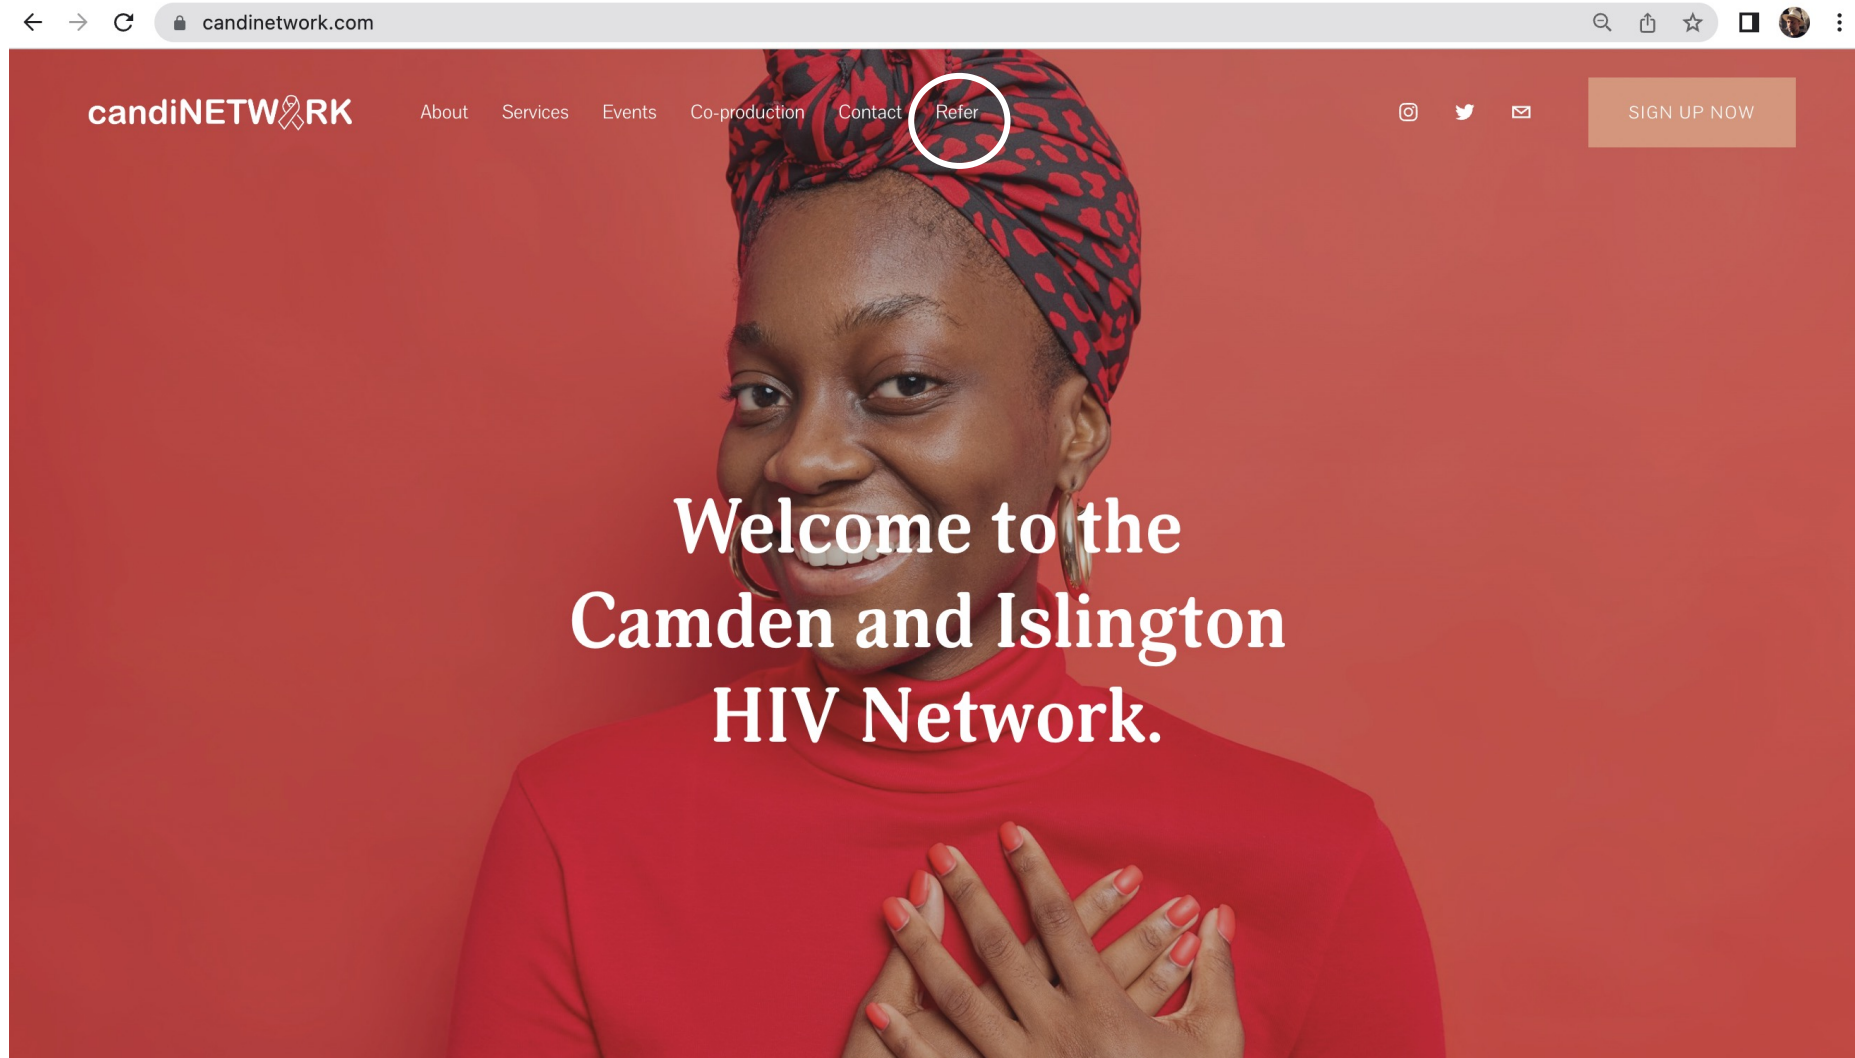 candinetwork.com
candiNETWRK
About Services Events Co-production Contact Refer
SIGN UP NOW
Welcome to the
Camden and Islington
HIV Network.